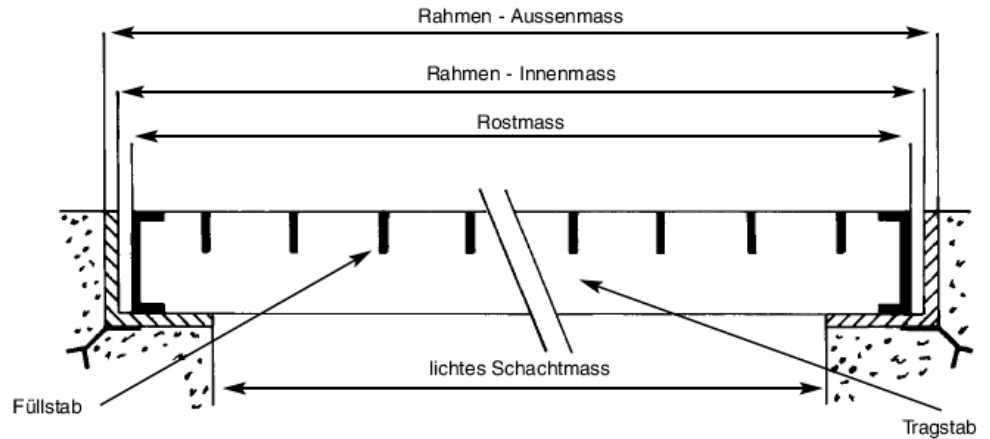 Rahmen - Aussenmass
Rahmen - Innenmass
Rostmass
lichtes Schachtmass
Füllstab
Tragstab